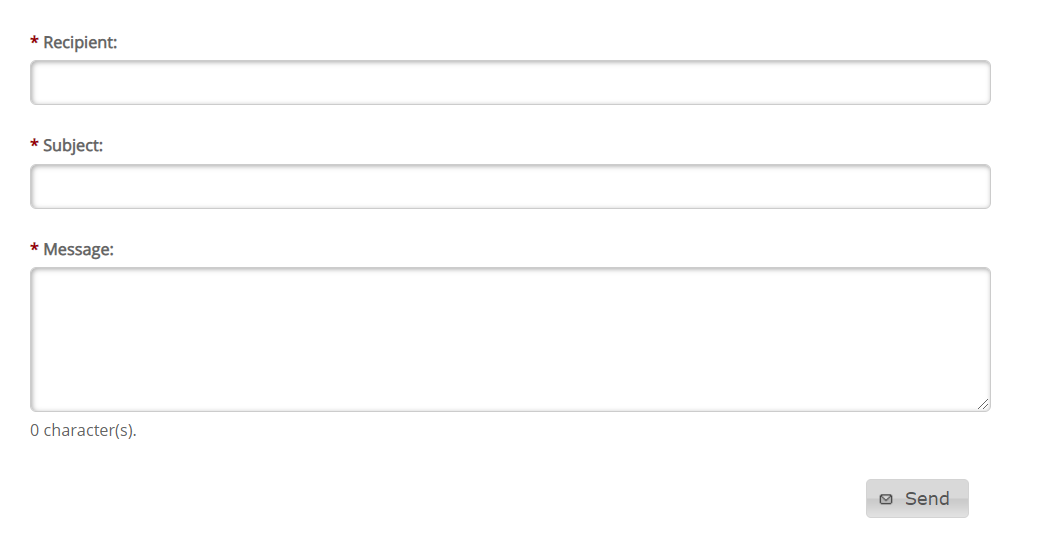 * Recipient:
* Subject:
* Message:
0 character(s).
Send